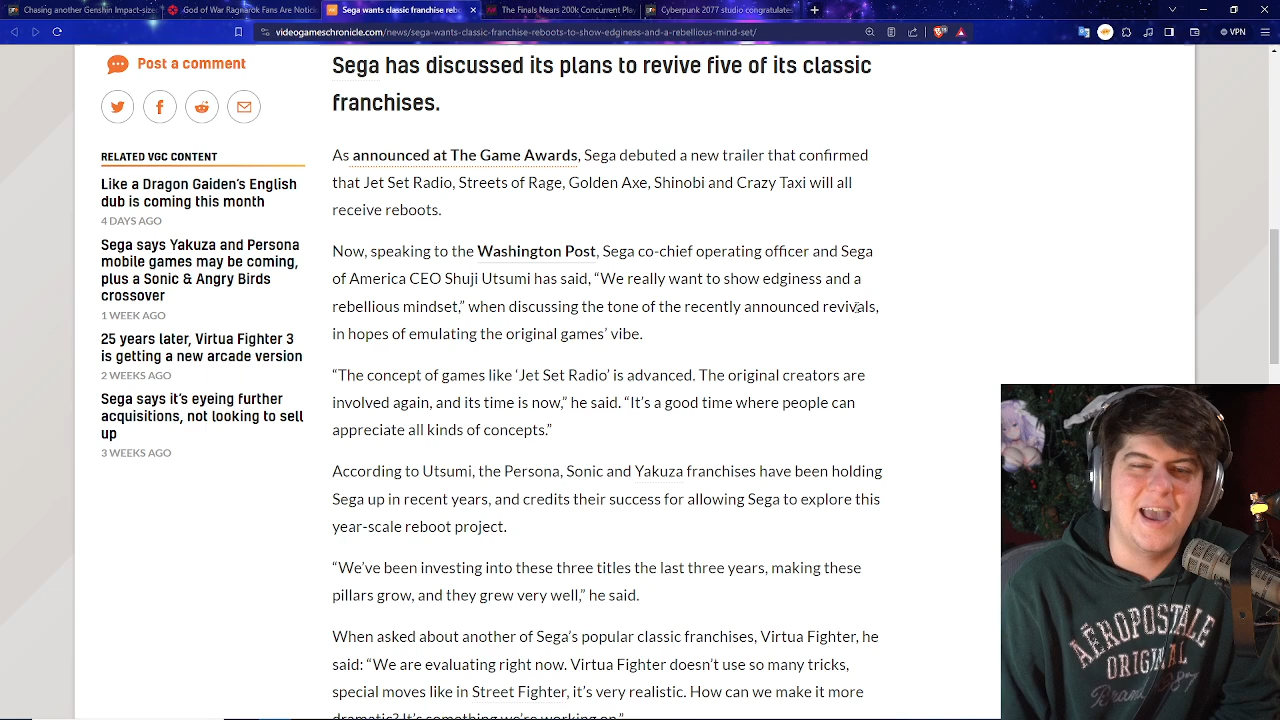 Chasing another Genshin Impact-size
God of War Ragnarok Fans Are Notici
Sega wants classic franchise rebo
The Finals Nears 200k Concurrent Pl
Cyberpunk 2077 studio congratulates
videogameschronicle.com/news/sega-wants-classic-franchise-reboots-to-show-edginess-and-a-rebellious-mind-set/
VPN
Post a comment
RELATED VGC CONTENT
Like a Dragon Gaiden's English
dub is coming this month
4 DAYS AGO
Sega says Yakuza and Persona
mobile games may be coming,
plus a Sonic & Angry Birds
crossover
1 WEEK AGO
25 years later, Virtua Fighter 3
is getting a new arcade version
2 WEEKS AGO
Sega says it's eyeing further
acquisitions, not looking to sell
up
3 WEEKS AGO
Sega has discussed its plans to revive five of its classic
franchises.
As announced at The Game Awards, Sega debuted a new trailer that confirmed
that Jet Set Radio, Streets of Rage, Golden Axe, Shinobi and Crazy Taxi will all
receive reboots.
Now, speaking to the Washington Post, Sega co-chief operating officer and Sega
of America CEO Shuji Utsumi has said, “We really want to show edginess and a
rebellious mindset,” when discussing the tone of the recently announced revivals,
in hopes of emulating the original games’ vibe.
“The concept of games like ‘Jet Set Radio’ is advanced. The original creators are
involved again, and its time is now,” he said. “It’s a good time where people can
appreciate all kinds of concepts.”
According to Utsumi, the Persona, Sonic and Yakuza franchises have been holding
Sega up in recent years, and credits their success for allowing Sega to explore this
year-scale reboot project.
“We’ve been investing into these three titles the last three years, making these
pillars grow, and they grew very well,” he said.
When asked about another of Sega’s popular classic franchises, Virtua Fighter, he
said: “We are evaluating right now. Virtua Fighter doesn’t use so many tricks,
special moves like in Street Fighter, it’s very realistic. How can we make it more
dramatic? It’s something we’re working on.”
AÉROPOSTALE
ORIGINAL
Brand